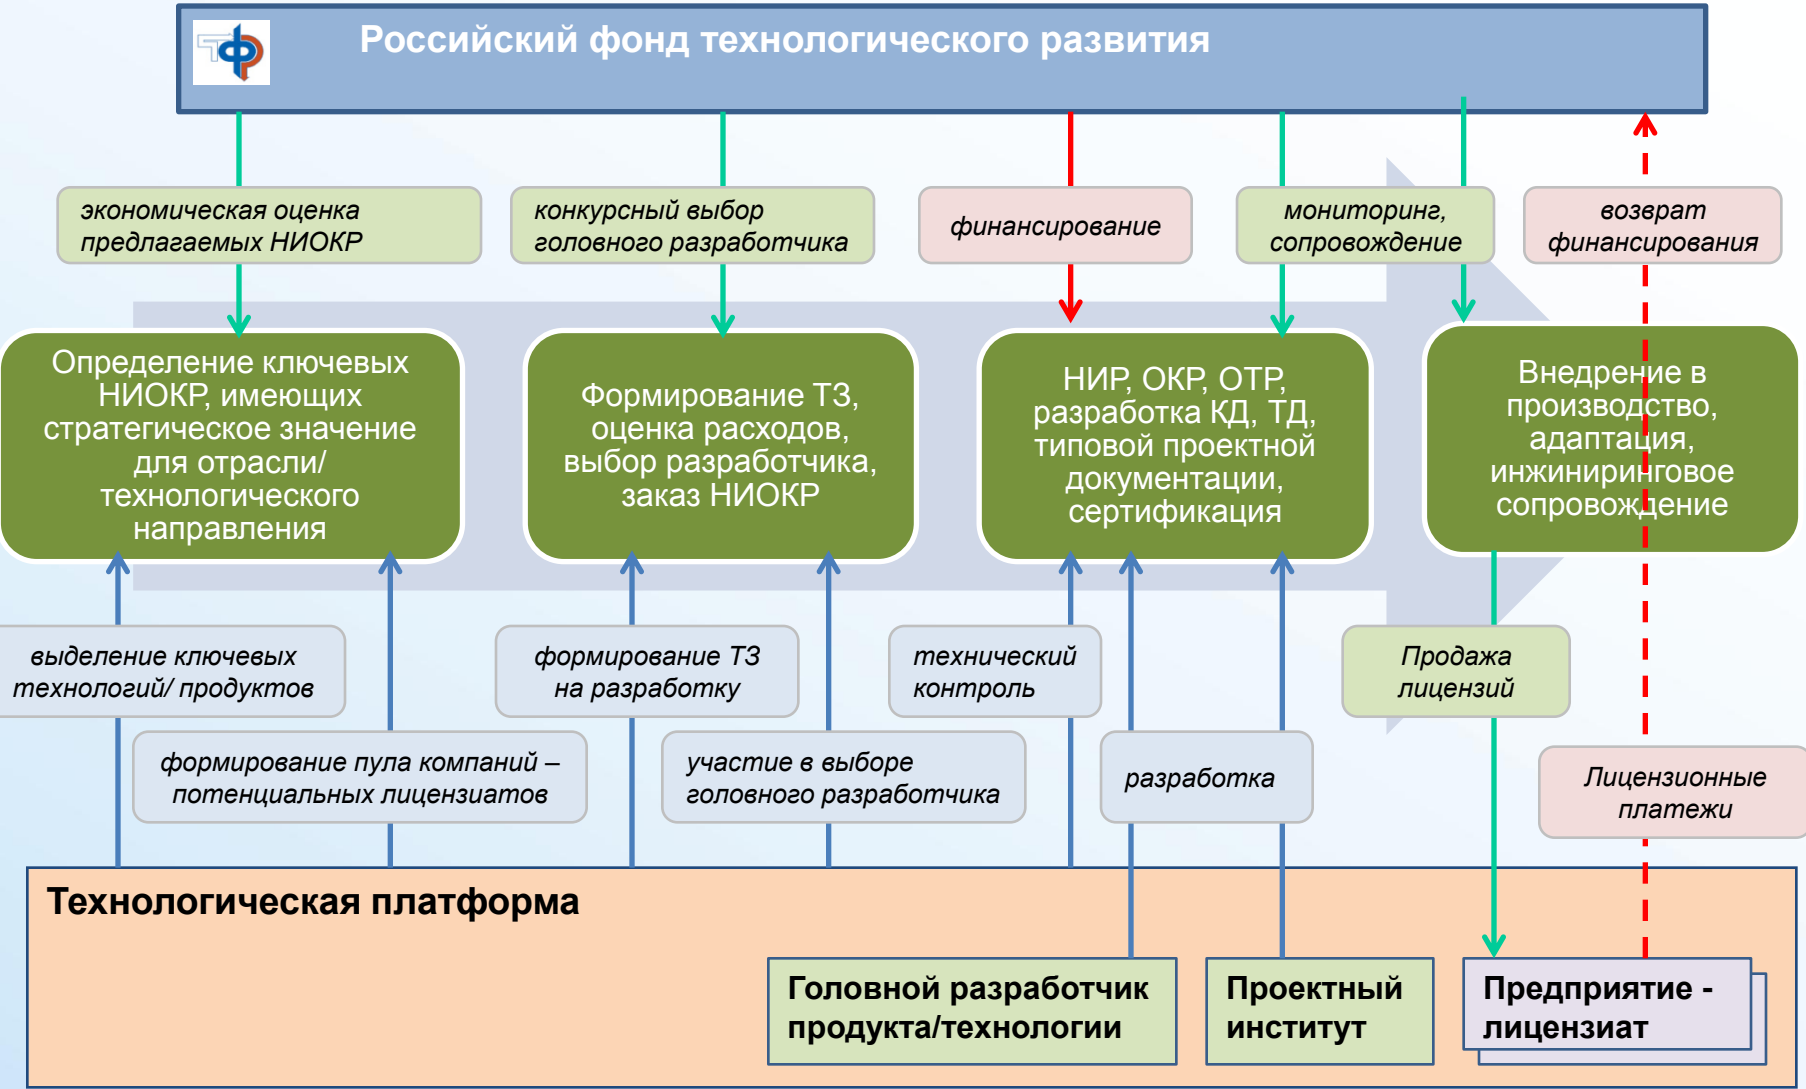 Российский фонд технологического развития
экономическая оценка
предлагаемых НИОКР
конкурсный выбор
головного разработчика
финансирование
мониторинг,
сопровождение
возврат
финансирования
Определение ключевых
НИОКР, имеющих
стратегическое значение
для отрасли/
технологического
направления
Формирование ТЗ,
оценка расходов,
выбор разработчика,
заказ НИОКР
НИР, ОКР, ОТР,
разработка КД, ТД,
типовой проектной
документации,
сертификация
Внедрение в
производство,
адаптация,
инжиниринговое
сопровождение
выделение ключевых
технологий/ продуктов
формирование ТЗ
на разработку
технический
контроль
Продажа
лицензий
формирование пула компаний –
потенциальных лицензиатов
участие в выборе
головного разработчика
разработка
Лицензионные
платежи
Технологическая платформа
Головной разработчик
продукта/технологии
Проектный
институт
Предприятие -
лицензиат